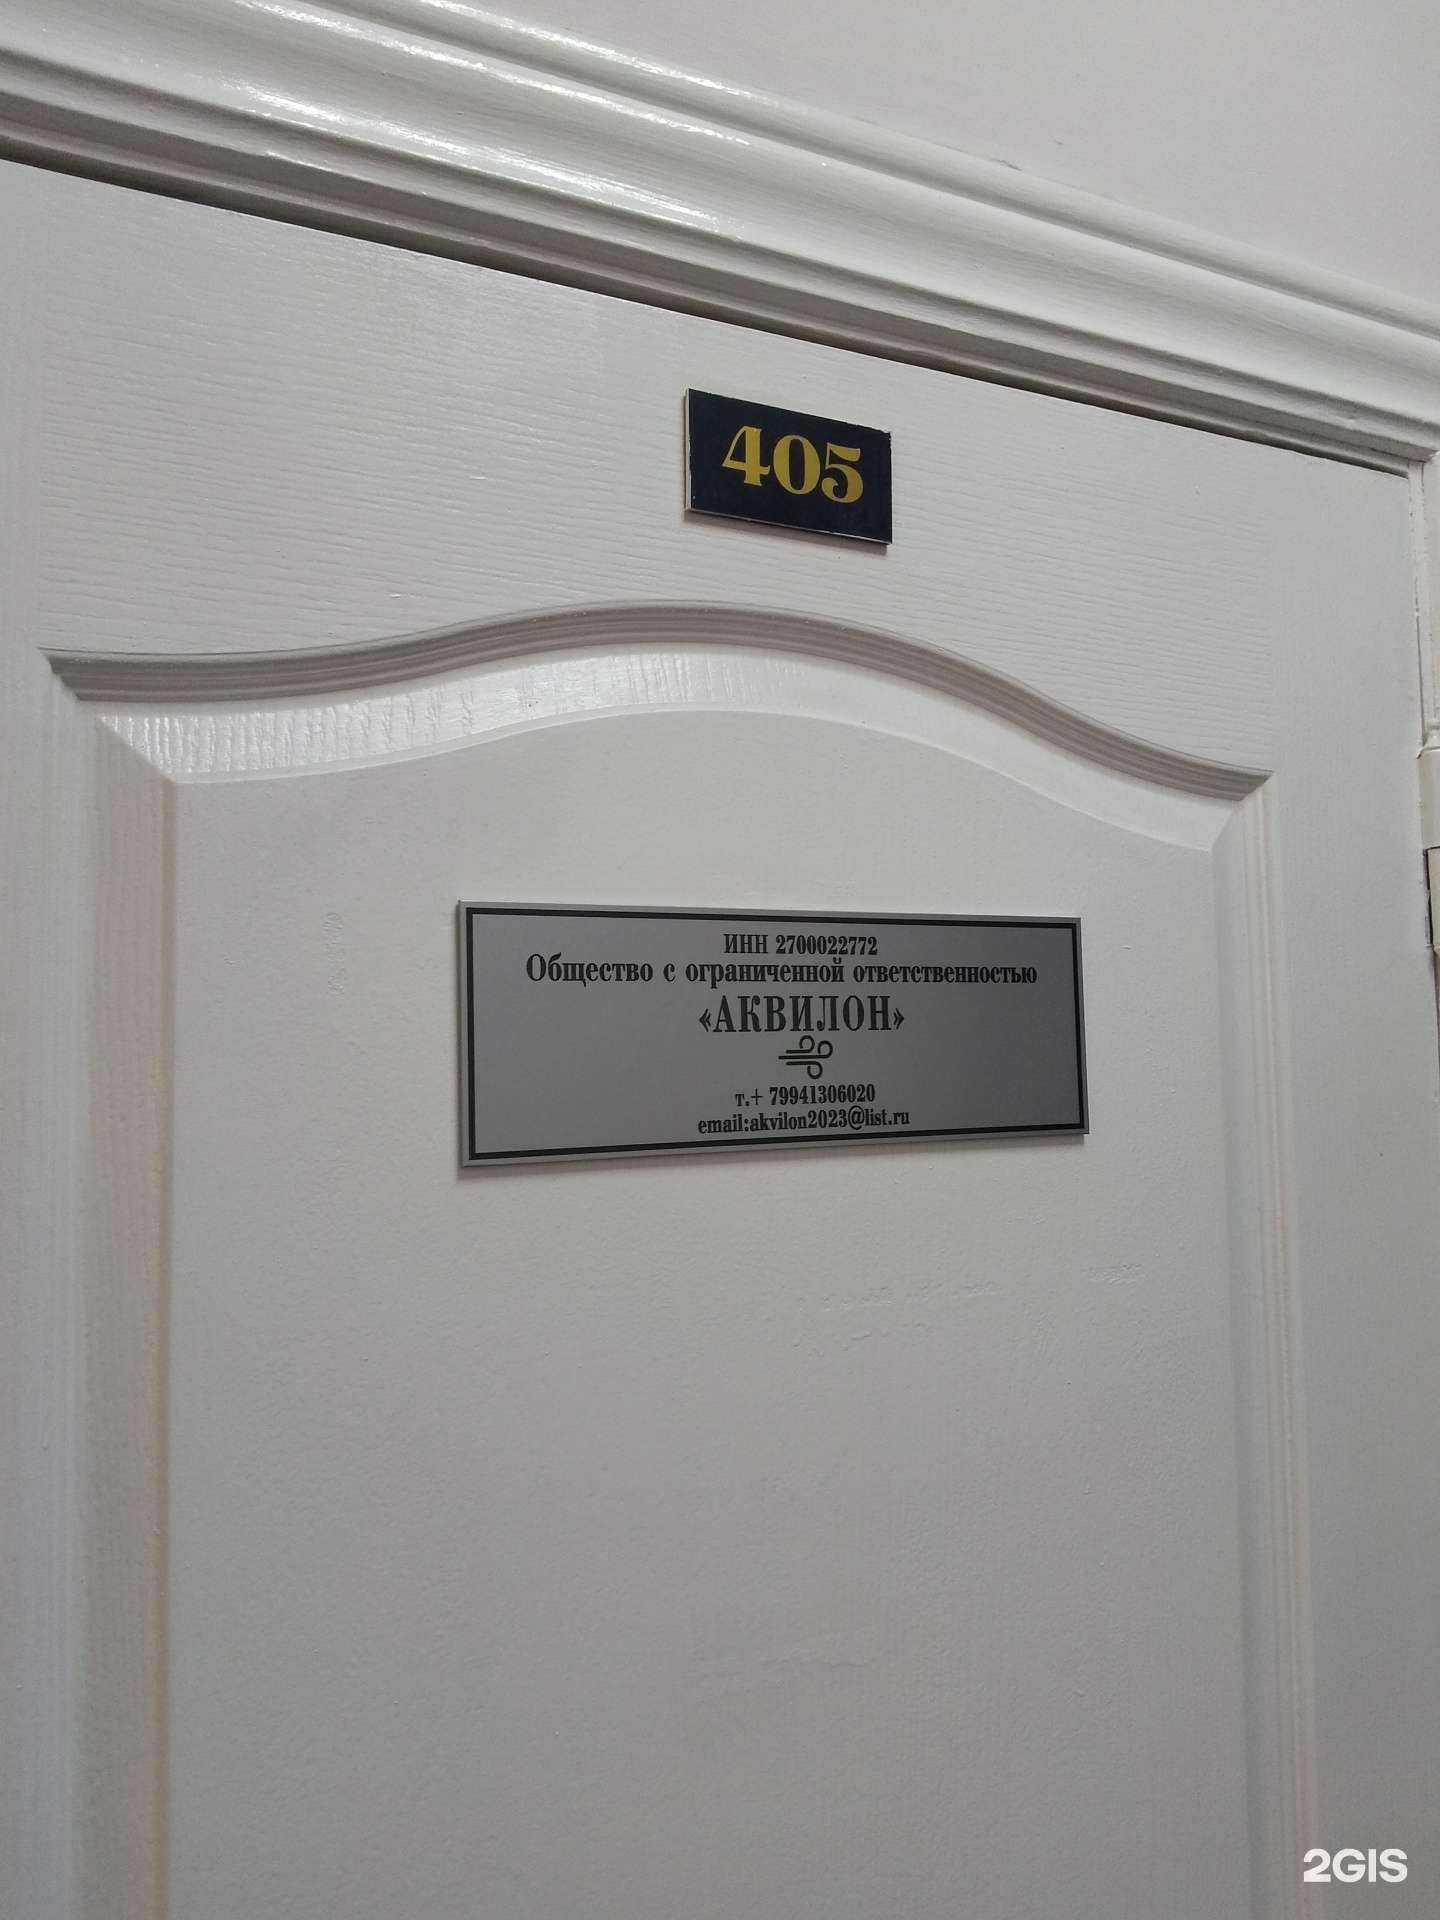 405
ИНН 2700022772
Общество с ограниченной ответственностью
«АКВИЛОН»
т.+ 79941306020
email:akvilon2023@list.ru
2GIS